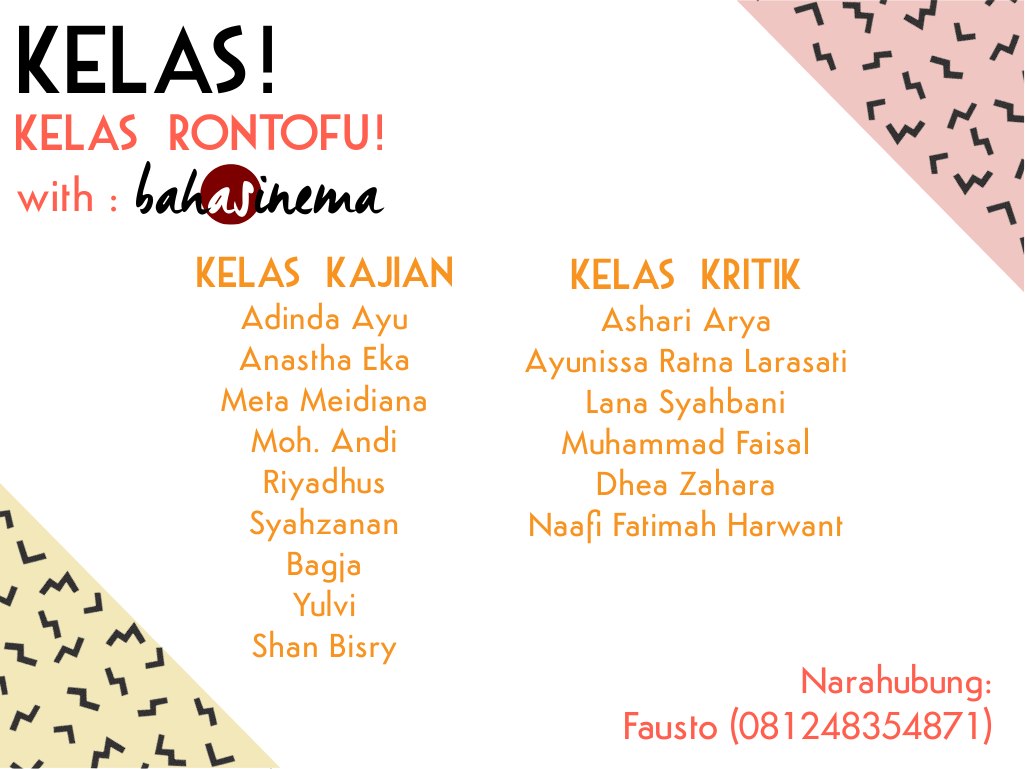 KELAS!
KELAS RONTOFU!
with : bahasinema
KELAS KAJIAN
Adinda Ayu
Anastha Eka
Meta Meidiana
Moh. Andi
Riyadhus
Syahzanan
Bagja
Yulvi
Shan Bisry
KELAS KRITIK
Ashari Arya
Ayunissa Ratna Larasati
Lana Syahbani
Muhammad Faisal
Dhea Zahara
Naafi Fatimah Harwant
Narahubung:
Fausto (081248354871)